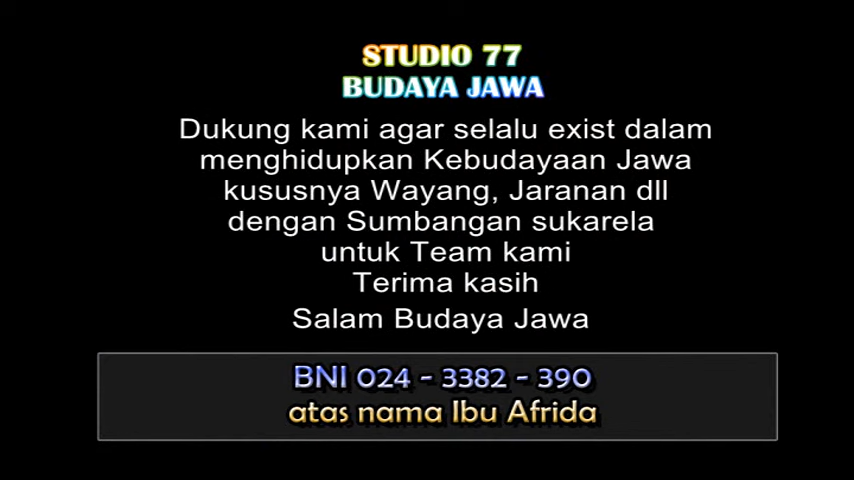 STUDIO 77
BUDAYA JAWA
Dukung kami agar selalu exist dalam
menghidupkan Kebudayaan Jawa
kususnya Wayang, Jaranan dll
dengan Sumbangan sukarela
untuk Team kami
Terima kasih
Salam Budaya Jawa
BNI 024 - 3382 - 390
atas nama Ibu Afrida